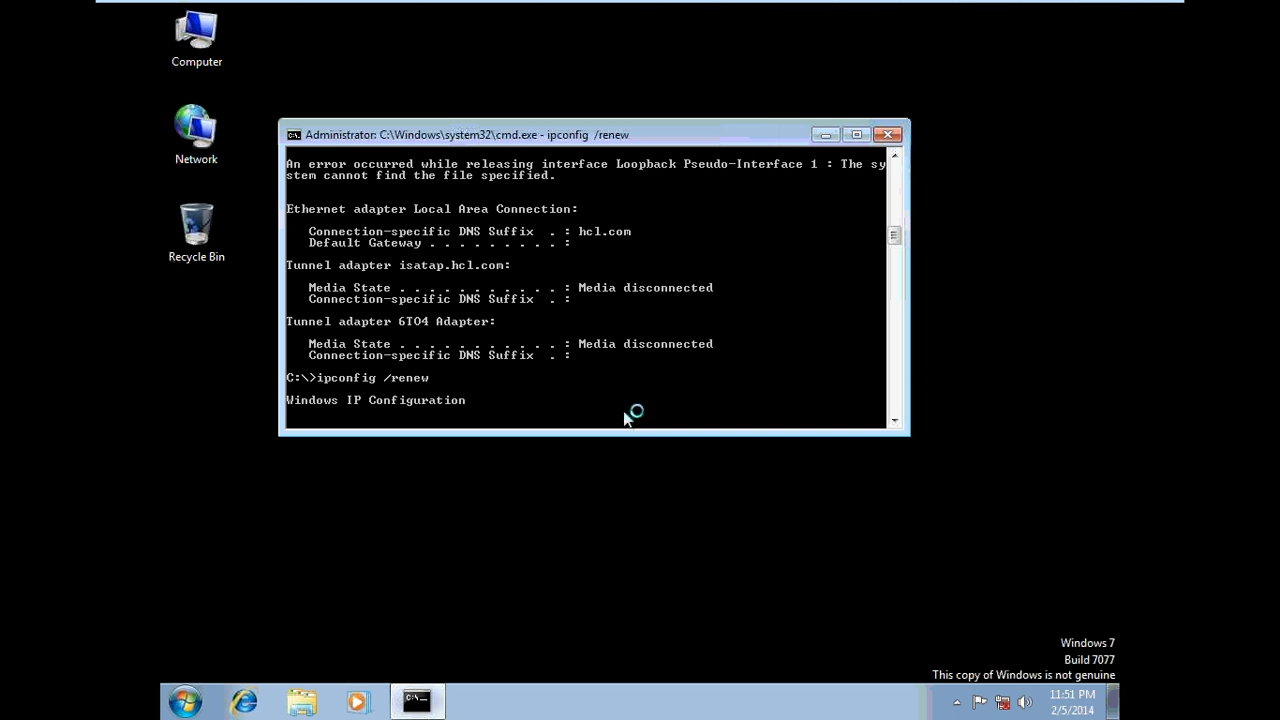 Computer
Network
Recycle Bin
Administrator: C:\Windows\system32\cmd.exe - ipconfig  /renew
An error occurred while releasing interface Loopback Pseudo-Interface 1 : The sy
stem cannot find the file specified.
Ethernet adapter Local Area Connection:
Connection-specific DNS Suffix  . : hcl.com
Default Gateway . . . . . . . . . :
Tunnel adapter isatap.hcl.com:
Media State . . . . . . . . . . . : Media disconnected
Connection-specific DNS Suffix  . :
Tunnel adapter 6TO4 Adapter:
Media State . . . . . . . . . . . : Media disconnected
Connection-specific DNS Suffix  . :
C:\>ipconfig /renew
Windows IP Configuration
Windows 7
Build 7077
This copy of Windows is not genuine
C:\_
11:51 PM
2/5/2014